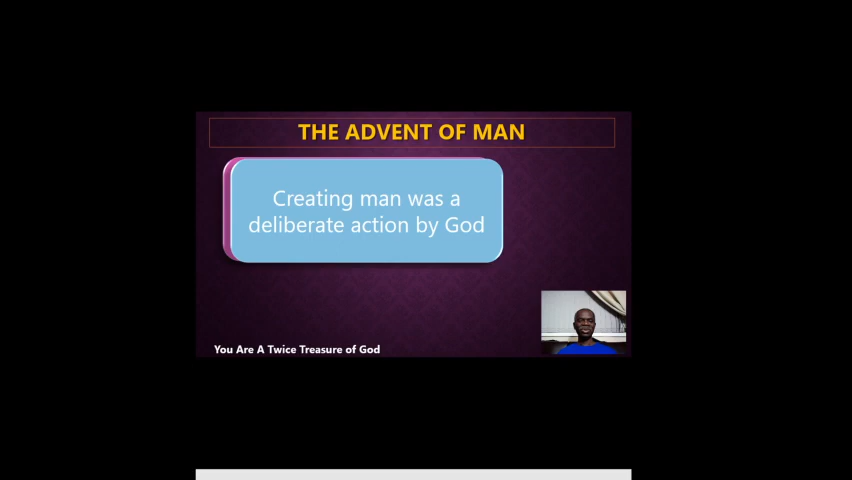 THE ADVENT OF MAN
Creating man was a
deliberate action by God
You Are A Twice Treasure of God